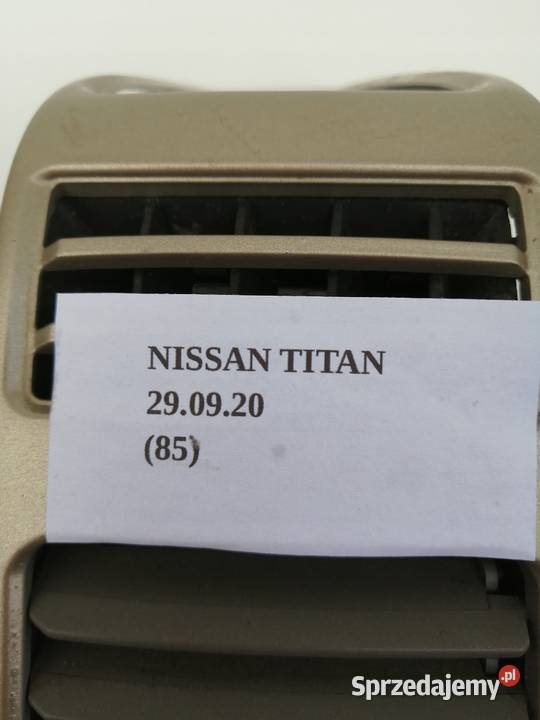 NISSAN TITAN
29.09.20
(85)
Sprzedajemy.pl